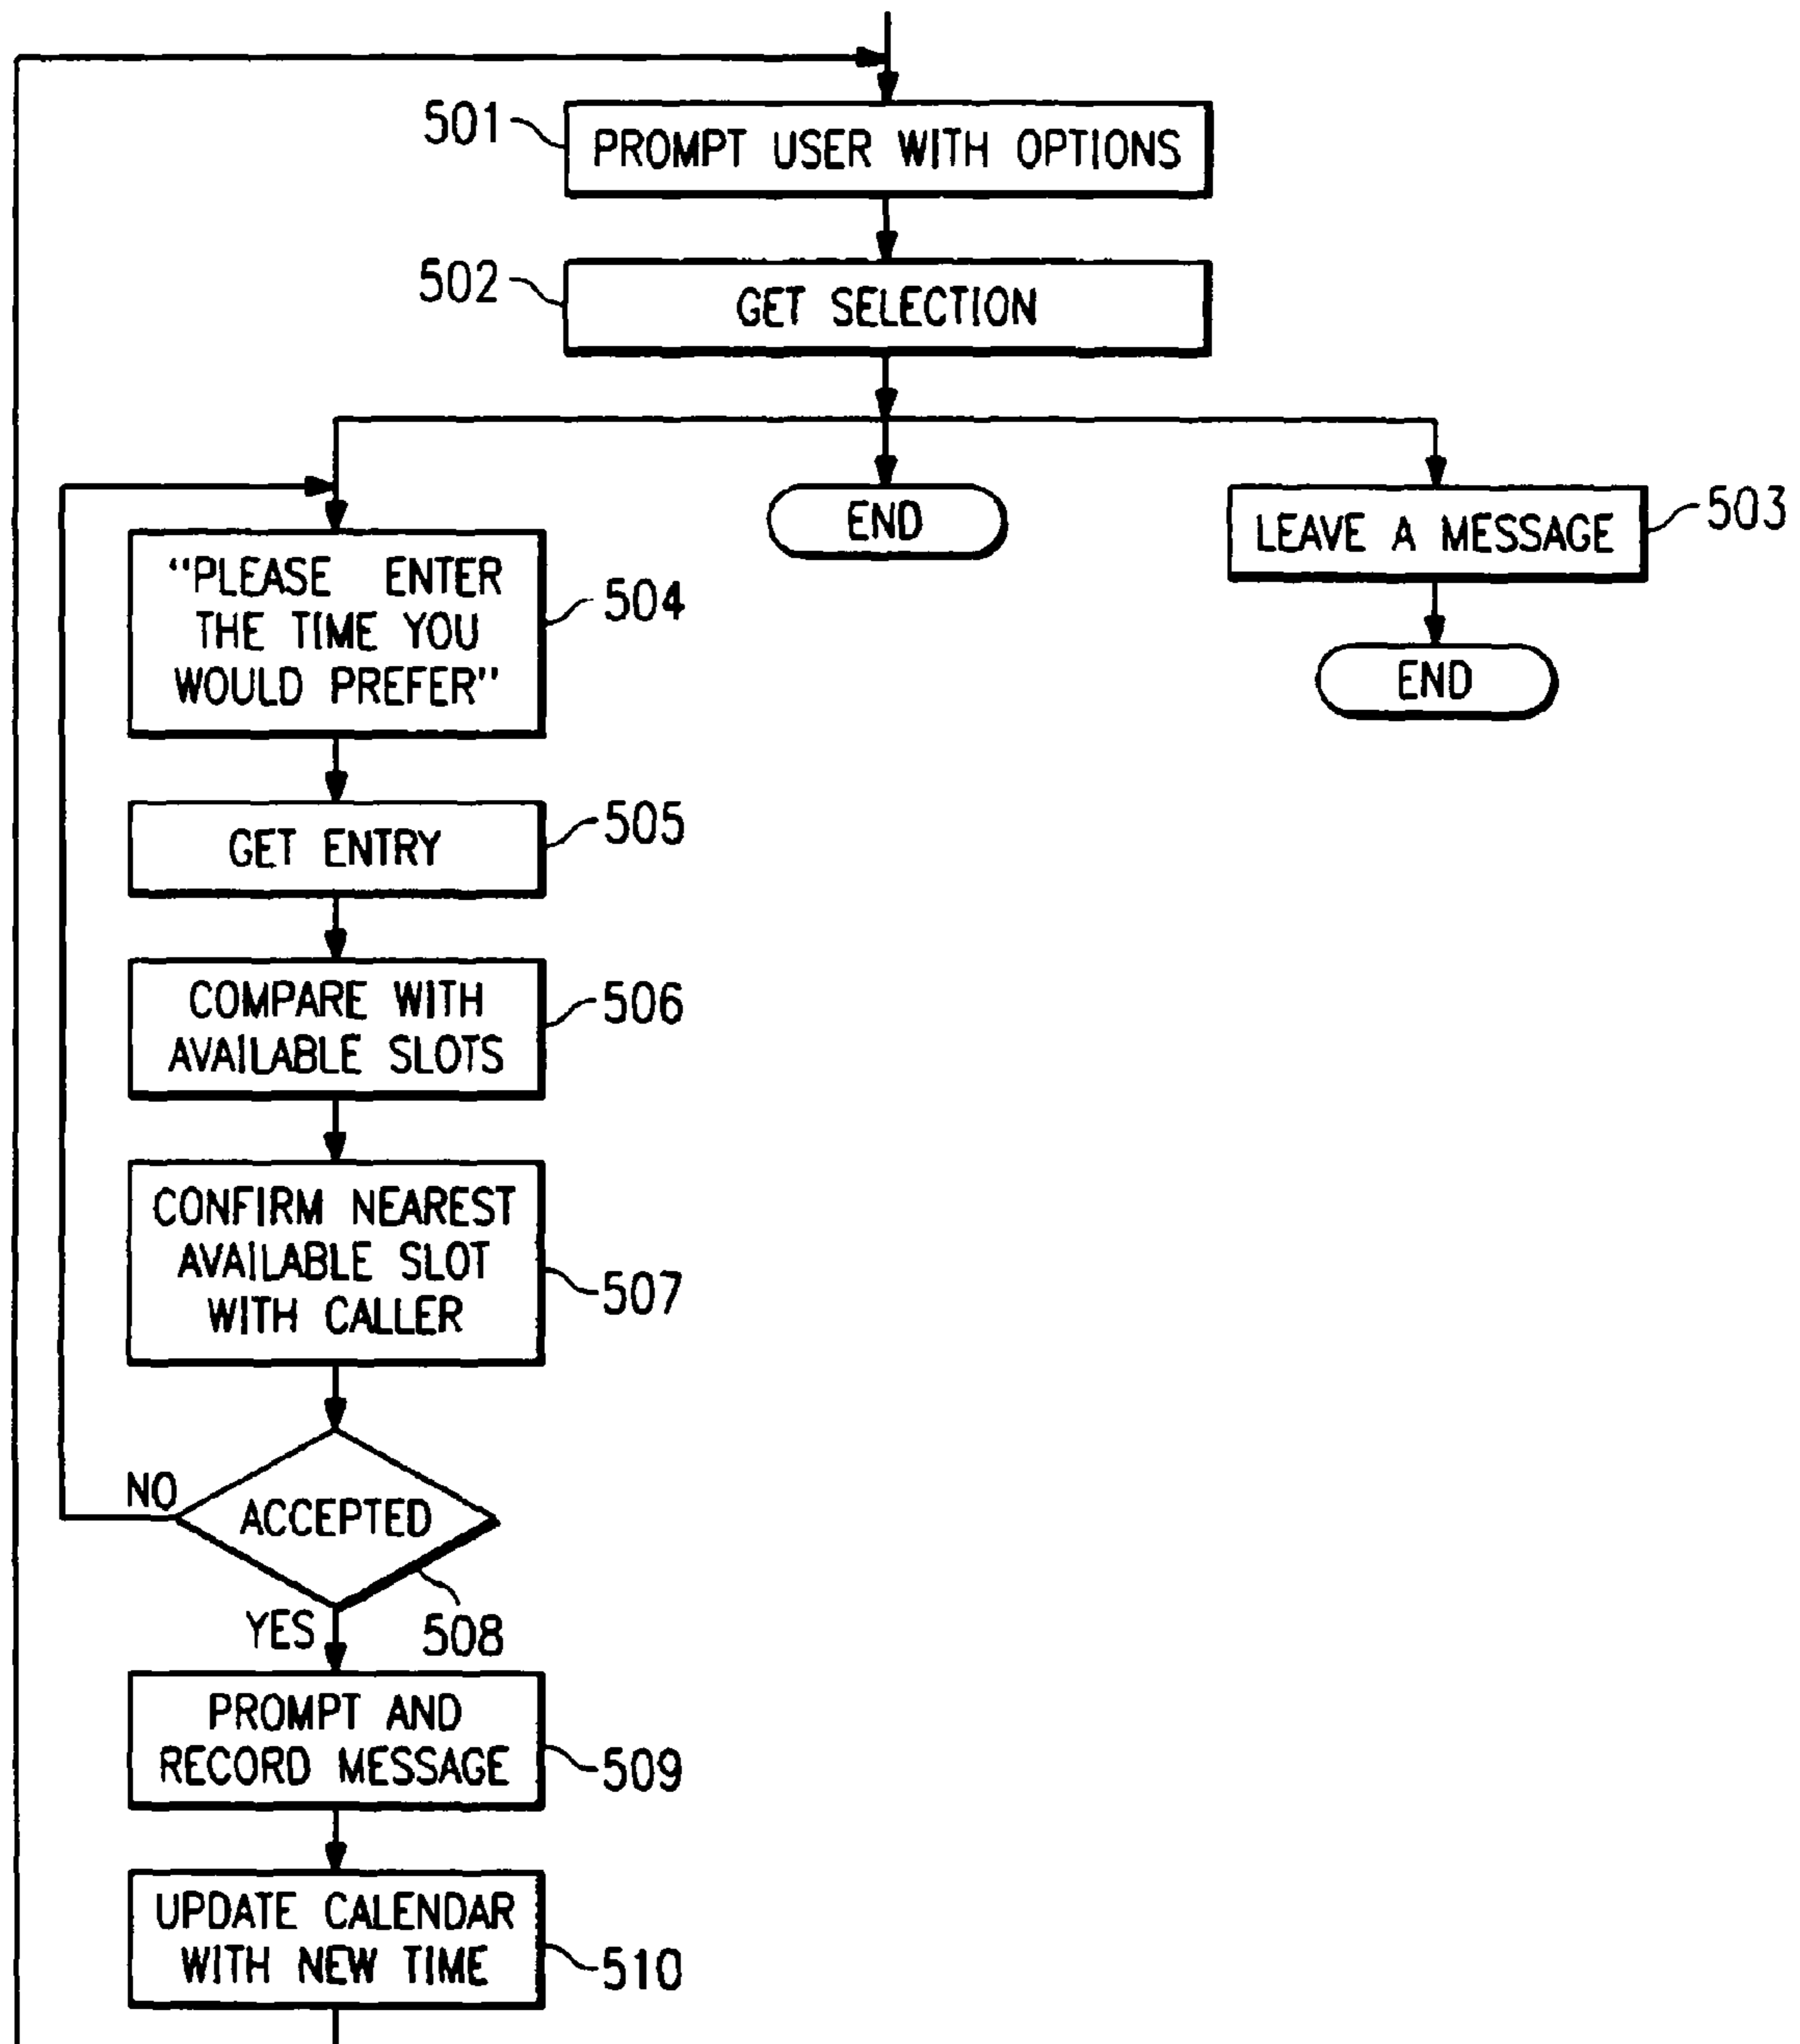 501
PROMPT USER WITH OPTIONS
502
GET SELECTION
END
LEAVE A MESSAGE
503
"PLEASE ENTER
THE TIME YOU
WOULD PREFER"
504
END
GET ENTRY
505
COMPARE WITH
AVAILABLE SLOTS
506
CONFIRM NEAREST
AVAILABLE SLOT
WITH CALLER
507
NO
ACCEPTED
YES
508
PROMPT AND
RECORD MESSAGE
509
UPDATE CALENDAR
WITH NEW TIME
510